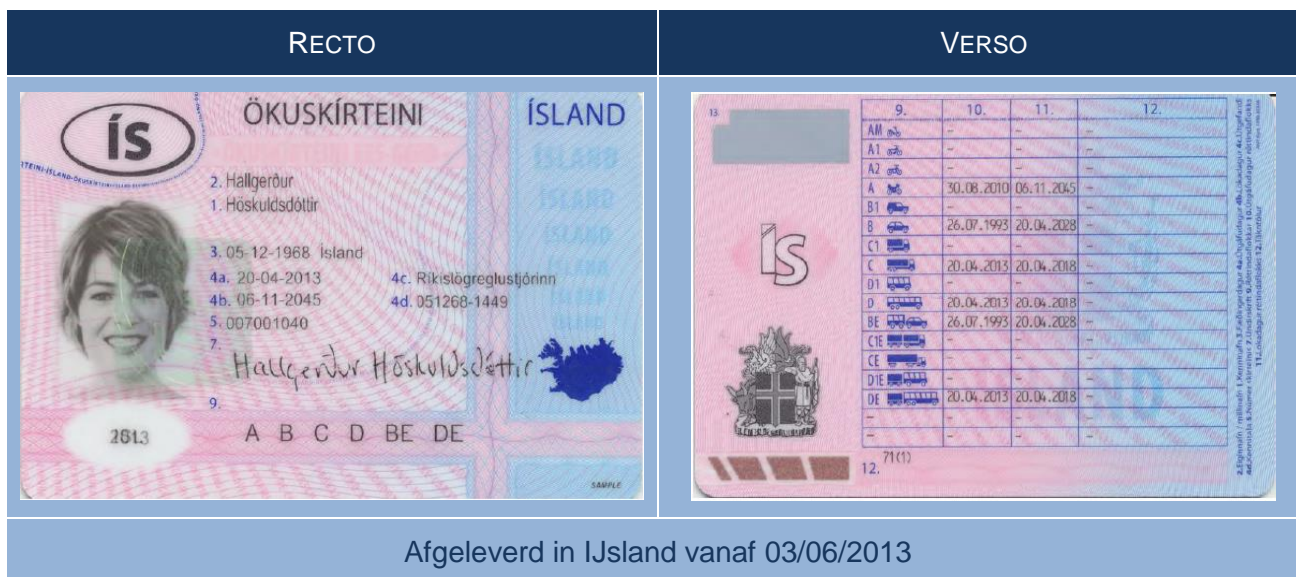 RECTO
VERSO
ÍS
ÖKUSKÍRTEINI
ÍSLAND
2. Hallgerður
1. Höskuldsdóttir
3. 05-12-1968 Ísland
4a. 20-04-2013 4c. Ríkislögreglustjórinn
4b. 06-11-2045 4d. 051268-1449
5. 007001040
7.
Hallgerður Höskuldsdóttir
9.
2013 A B C D BE DE
SAMPLE
13.
9. 10. 11. 12.
AM - - -
A1 - - -
A2 - - -
A 30.08.2010 06.11.2045 -
B1 - - -
B 26.07.1993 20.04.2028 -
C1 - - -
C 20.04.2013 20.04.2018 -
D1 - - -
D 20.04.2013 20.04.2018 -
BE 26.07.1993 20.04.2028 -
C1E - - -
CE - - -
D1E - - -
DE 20.04.2013 20.04.2018 -
- - - -
- - - -
ÍS
12. 71(1)
Afgeleverd in IJsland vanaf 03/06/2013